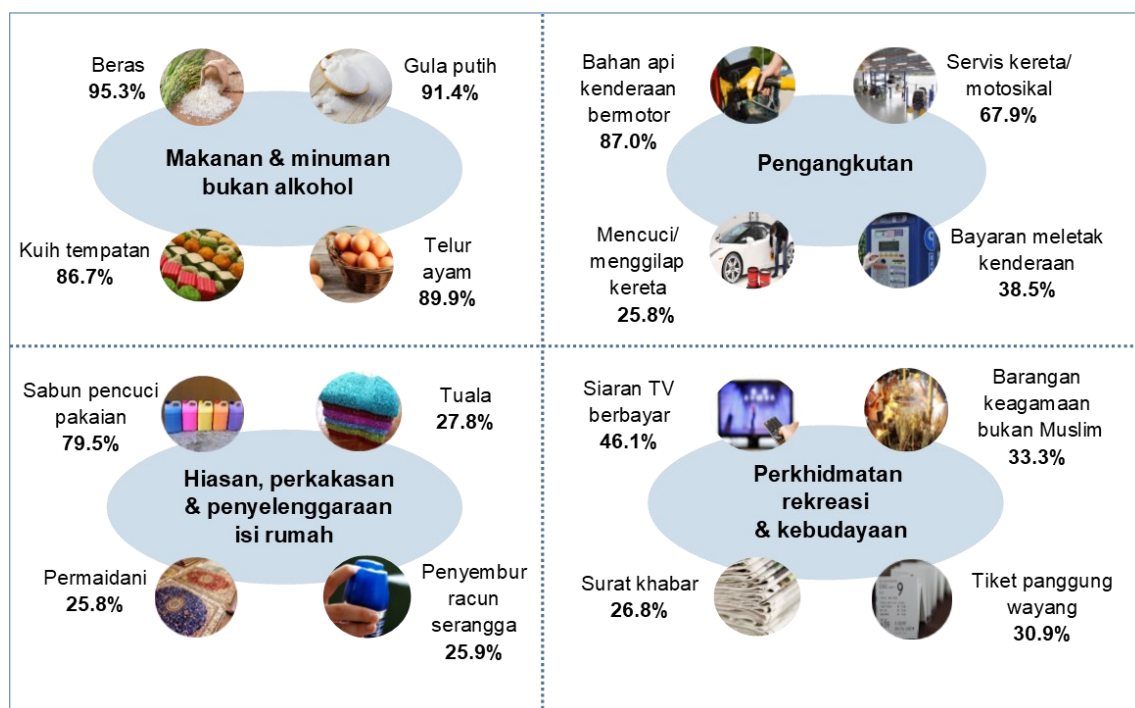 Beras
95.3%
Gula putih
91.4%
Makanan & minuman
bukan alkohol
Kuih tempatan
86.7%
Telur
ayam
89.9%
Bahan api
kenderaan
bermotor
87.0%
Servis kereta/
motosikal
67.9%
Pengangkutan
Mencuci/
menggilap
kereta
25.8%
Bayaran meletak
kenderaan
38.5%
Sabun pencuci
pakaian
79.5%
Tuala
27.8%
Hiasan, perkakasan
& penyelenggaraan
isi rumah
Permaidani
25.8%
Penyembur
racun
serangga
25.9%
Siaran TV
berbayar
46.1%
Barangan
keagamaan
bukan Muslim
33.3%
Perkhidmatan
rekreasi
& kebudayaan
Surat khabar
26.8%
9
Tiket panggung
wayang
30.9%